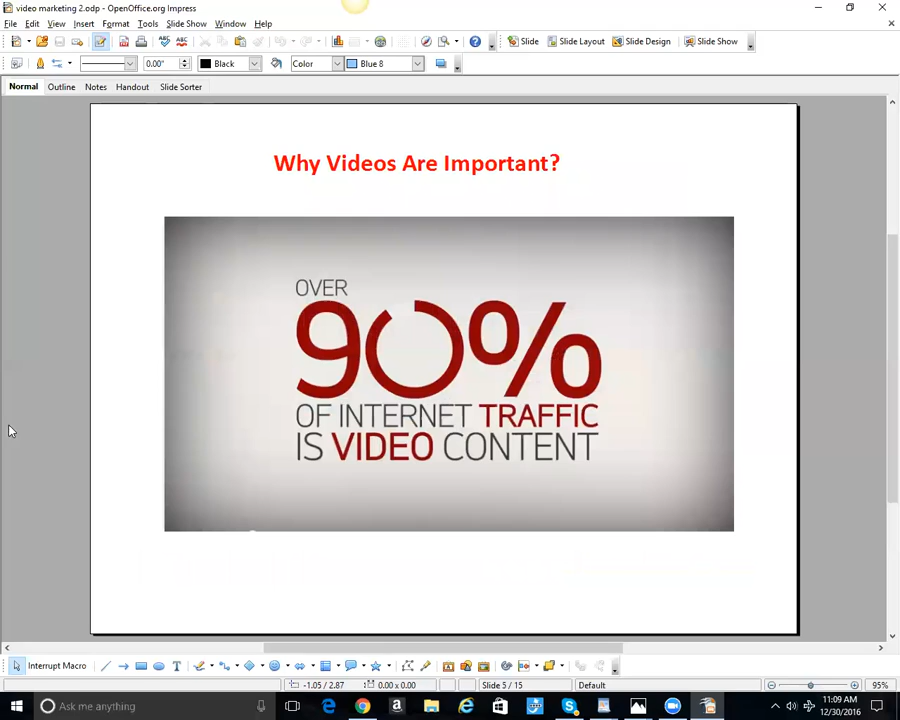 video marketing 2.odp - OpenOffice.org Impress
File Edit View Insert Format Tools Slide Show Window Help
Slide Slide Layout Slide Design Slide Show
0.00" Black Color Blue 8
Normal Outline Notes Handout Slide Sorter
Why Videos Are Important?
OVER
90%
OF INTERNET TRAFFIC
IS VIDEO CONTENT
Interrupt Macro
-1.05 / 2.87 0.00 x 0.00 Slide 5 / 15 Default 95%
Ask me anything
11:09 AM
12/30/2016